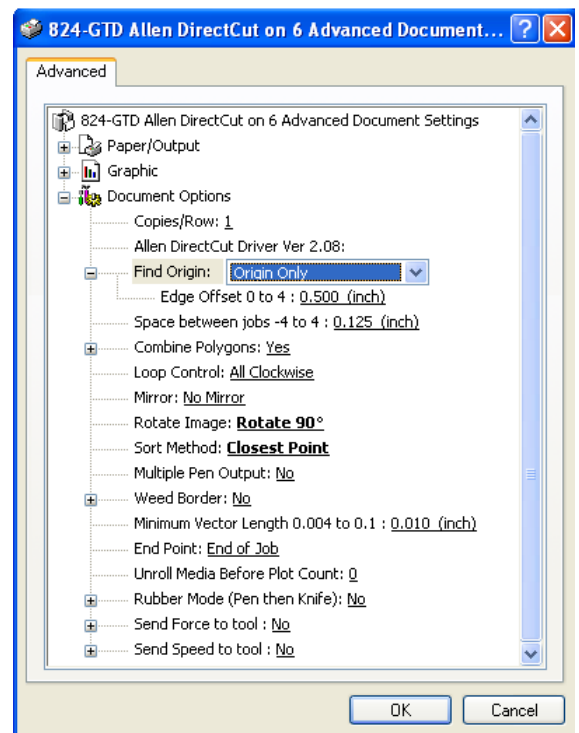 824-GTD Allen DirectCut on 6 Advanced Document...
Advanced
824-GTD Allen DirectCut on 6 Advanced Document Settings
Paper/Output
Graphic
Document Options
Copies/Row: 1
Allen DirectCut Driver Ver 2.08:
Find Origin: Origin Only
Edge Offset 0 to 4 : 0.500 (inch)
Space between jobs -4 to 4 : 0.125 (inch)
Combine Polygons: Yes
Loop Control: All Clockwise
Mirror: No Mirror
Rotate Image: Rotate 90°
Sort Method: Closest Point
Multiple Pen Output: No
Weed Border: No
Minimum Vector Length 0.004 to 0.1 : 0.010 (inch)
End Point: End of Job
Unroll Media Before Plot Count: 0
Rubber Mode (Pen then Knife): No
Send Force to tool : No
Send Speed to tool : No
OK Cancel